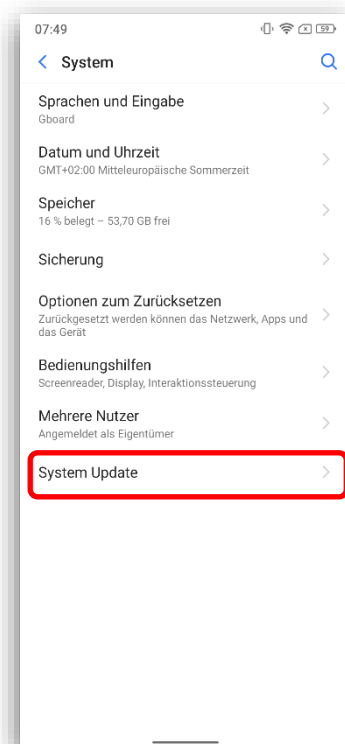 07:49
59
System
Sprachen und Eingabe
Gboard
Datum und Uhrzeit
GMT+02:00 Mitteleuropäische Sommerzeit
Speicher
16 % belegt – 53,70 GB frei
Sicherung
Optionen zum Zurücksetzen
Zurückgesetzt werden können das Netzwerk, Apps und
das Gerät
Bedienungshilfen
Screenreader, Display, Interaktionssteuerung
Mehrere Nutzer
Angemeldet als Eigentümer
System Update